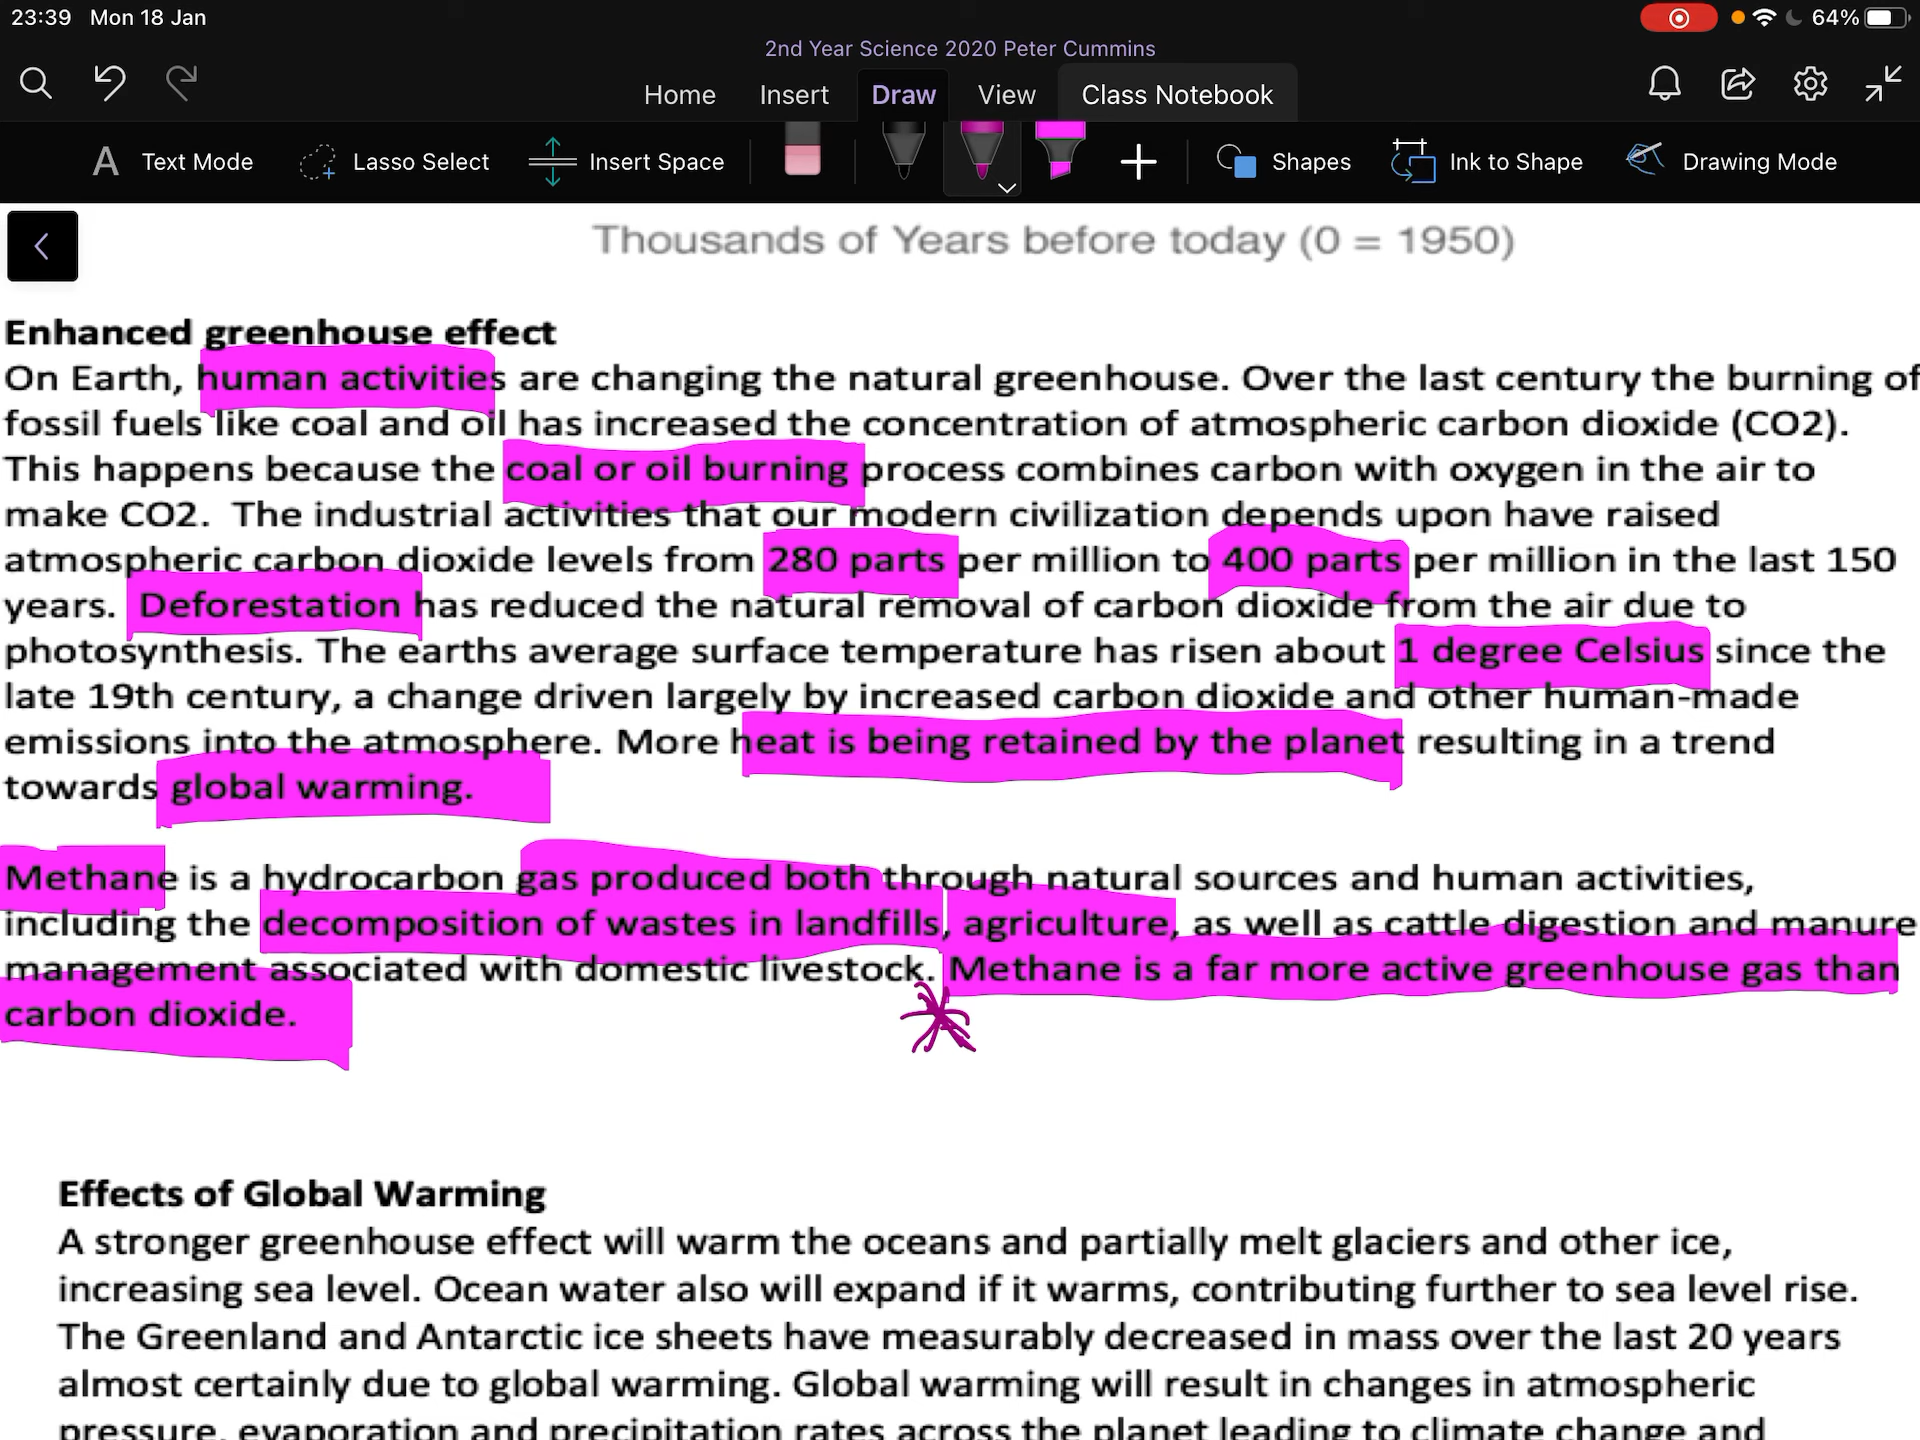 23:39 Mon 18 Jan
64%
2nd Year Science 2020 Peter Cummins
Home Insert Draw View Class Notebook
A Text Mode Lasso Select Insert Space Shapes Ink to Shape Drawing Mode
Thousands of Years before today (0 = 1950)
Enhanced greenhouse effect
On Earth, human activities are changing the natural greenhouse. Over the last century the burning of
fossil fuels like coal and oil has increased the concentration of atmospheric carbon dioxide (CO2).
This happens because the coal or oil burning process combines carbon with oxygen in the air to
make CO2. The industrial activities that our modern civilization depends upon have raised
atmospheric carbon dioxide levels from 280 parts per million to 400 parts per million in the last 150
years. Deforestation has reduced the natural removal of carbon dioxide from the air due to
photosynthesis. The earths average surface temperature has risen about 1 degree Celsius since the
late 19th century, a change driven largely by increased carbon dioxide and other human-made
emissions into the atmosphere. More heat is being retained by the planet resulting in a trend
towards global warming.
Methane is a hydrocarbon gas produced both through natural sources and human activities,
including the decomposition of wastes in landfills, agriculture, as well as cattle digestion and manure
management associated with domestic livestock. Methane is a far more active greenhouse gas than
carbon dioxide.
Effects of Global Warming
A stronger greenhouse effect will warm the oceans and partially melt glaciers and other ice,
increasing sea level. Ocean water also will expand if it warms, contributing further to sea level rise.
The Greenland and Antarctic ice sheets have measurably decreased in mass over the last 20 years
almost certainly due to global warming. Global warming will result in changes in atmospheric
pressure, evaporation and precipitation rates across the planet leading to climate change and